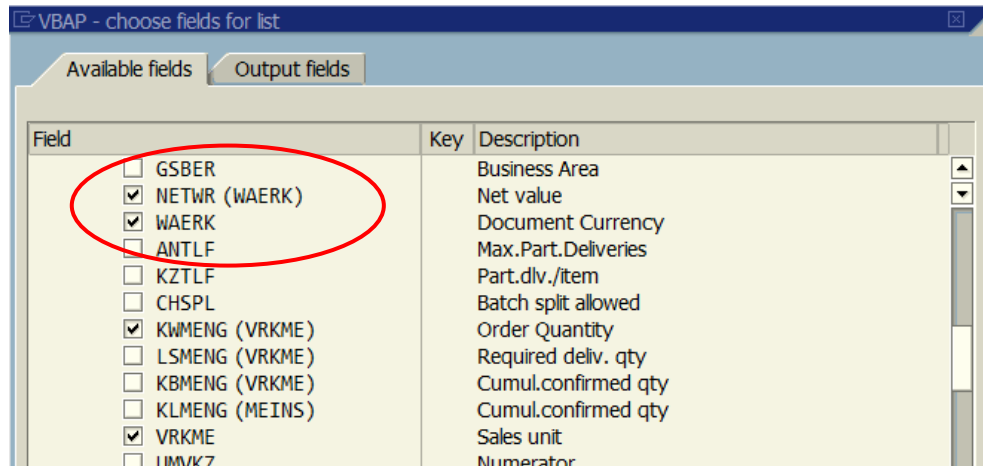 VBAP - choose fields for list
Available fields Output fields
Field Key Description
GSBER Business Area
NETWR (WAERK) Net value
WAERK Document Currency
ANTLF Max.Part.Deliveries
KZTLF Part.dlv./item
CHSPL Batch split allowed
KWMENG (VRKME) Order Quantity
LSMENG (VRKME) Required deliv. qty
KBMENG (VRKME) Cumul.confirmed qty
KLMENG (MEINS) Cumul.confirmed qty
VRKME Sales unit
UMVKZ Numerator